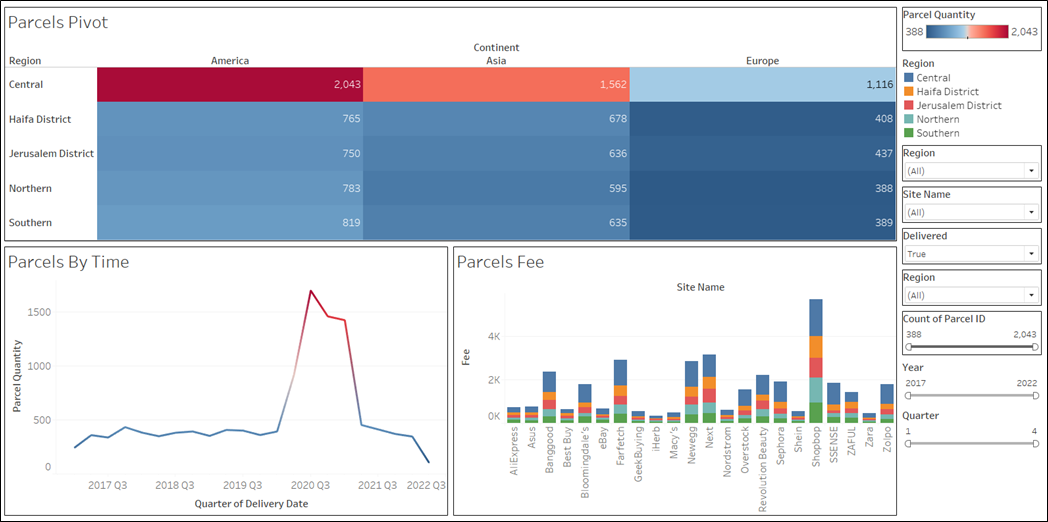 Parcels Pivot
Continent
Region America Asia Europe
Central 2,043 1,562 1,116
Haifa District 765 678 408
Jerusalem District 750 636 437
Northern 783 595 388
Southern 819 635 389
Parcels By Time
Parcel Quantity
1500
1000
500
0
2017 Q3 2018 Q3 2019 Q3 2020 Q3 2021 Q3 2022 Q3
Quarter of Delivery Date
Parcels Fee
Site Name
Fee
4K
2K
0K
AliExpress
Asus
Banggood
Best Buy
Bloomingdale's
eBay
Farfetch
GeekBuying
iHerb
Macy's
Newegg
Next
Nordstrom
Overstock
Revolution Beauty
Sephora
Shein
Shopbop
SSENSE
ZAFUL
Zara
Zolpo
Parcel Quantity
388 2,043
Region
Central
Haifa District
Jerusalem District
Northern
Southern
Region
(All)
Site Name
(All)
Delivered
True
Region
(All)
Count of Parcel ID
388 2,043
Year
2017 2022
Quarter
1 4